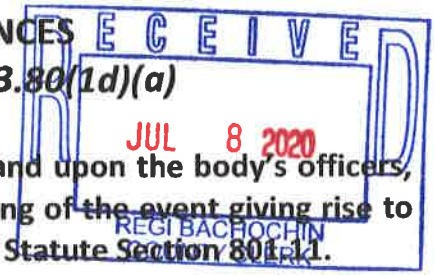 NCES
RECEIVED
3.80(1d)(a)
JUL 8 2020
and upon the body's officers,
ng of the event giving rise to
REGI BACHOCHIN
Statute Section 801.11.
CLERK